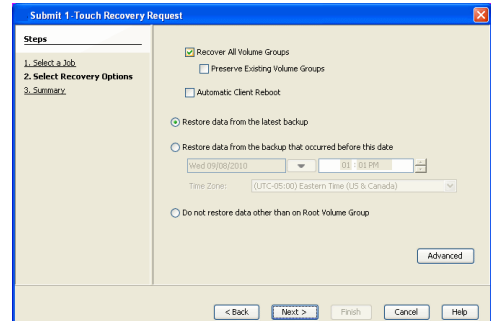 Submit 1-Touch Recovery Request
Steps
1. Select a Job
2. Select Recovery Options
3. Summary
Recover All Volume Groups
Preserve Existing Volume Groups
Automatic Client Reboot
Restore data from the latest backup
Restore data from the backup that occurred before this date
Wed 09/08/2010 01 : 01 PM
Time Zone: (UTC-05:00) Eastern Time (US & Canada)
Do not restore data other than on Root Volume Group
Advanced
< Back Next > Finish Cancel Help